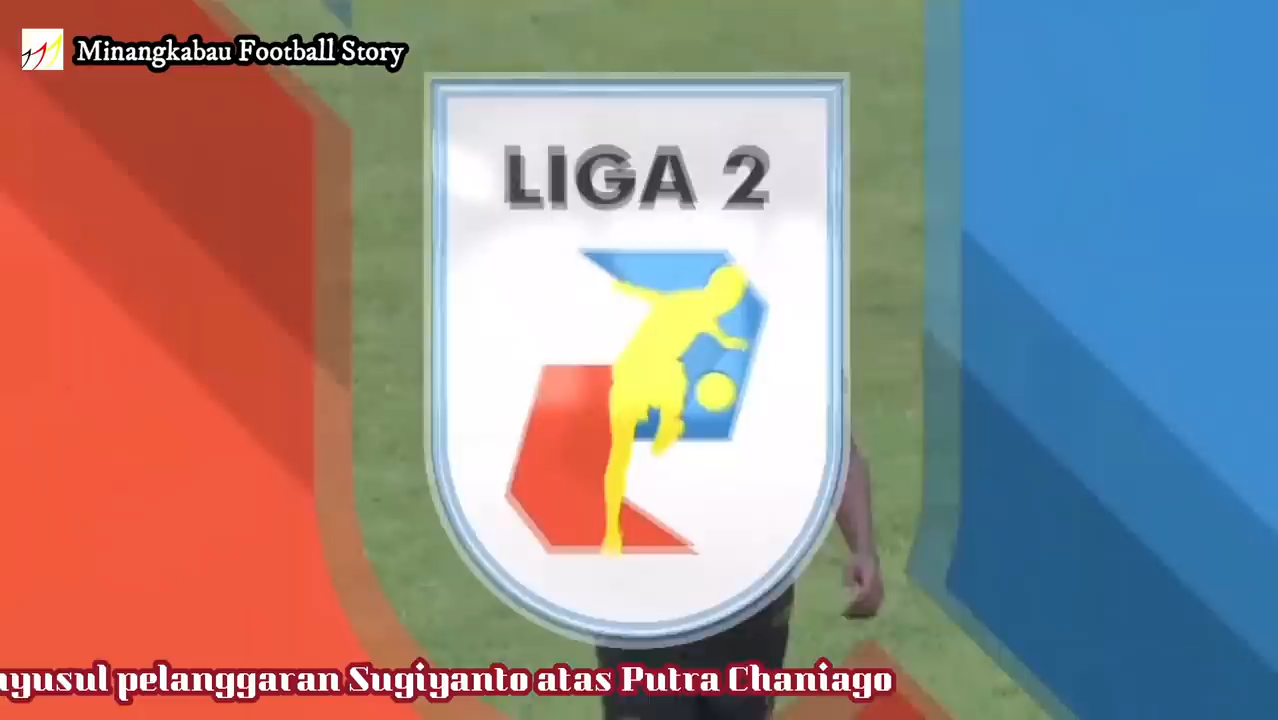 Minangkabau Football Story
LIGA 2
pelanggaran Sugiyanto atas Putra Chaniago